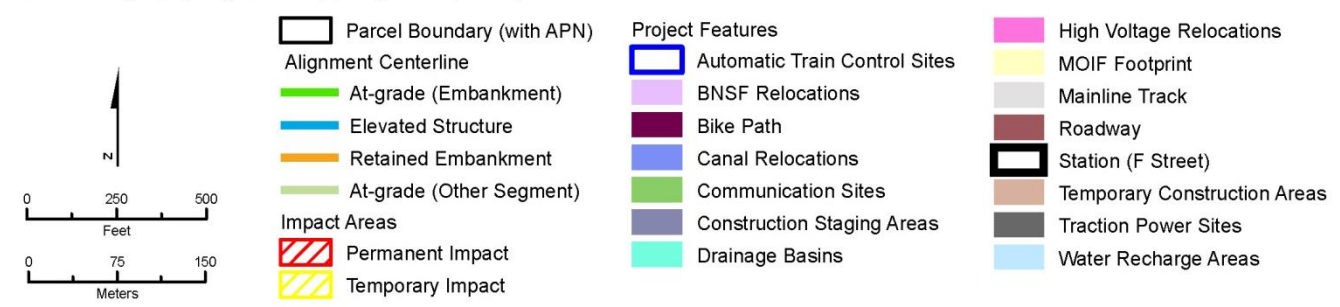 N
0 250 500
Feet
0 75 150
Meters
Parcel Boundary (with APN)
Alignment Centerline
At-grade (Embankment)
Elevated Structure
Retained Embankment
At-grade (Other Segment)
Impact Areas
Permanent Impact
Temporary Impact
Project Features
Automatic Train Control Sites
BNSF Relocations
Bike Path
Canal Relocations
Communication Sites
Construction Staging Areas
Drainage Basins
High Voltage Relocations
MOIF Footprint
Mainline Track
Roadway
Station (F Street)
Temporary Construction Areas
Traction Power Sites
Water Recharge Areas